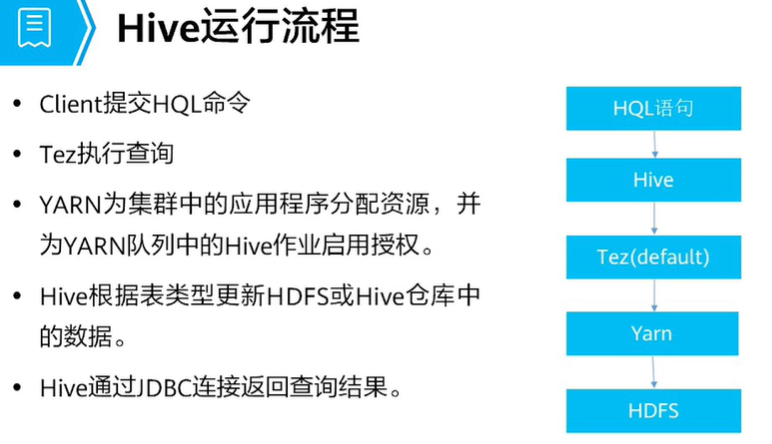 Hive运行流程
• Client提交HQL命令
• Tez执行查询
• YARN为集群中的应用程序分配资源，并
为YARN队列中的Hive作业启用授权。
• Hive根据表类型更新HDFS或Hive仓库中
的数据。
• Hive通过JDBC连接返回查询结果。
HQL语句
Hive
Tez(default)
Yarn
HDFS